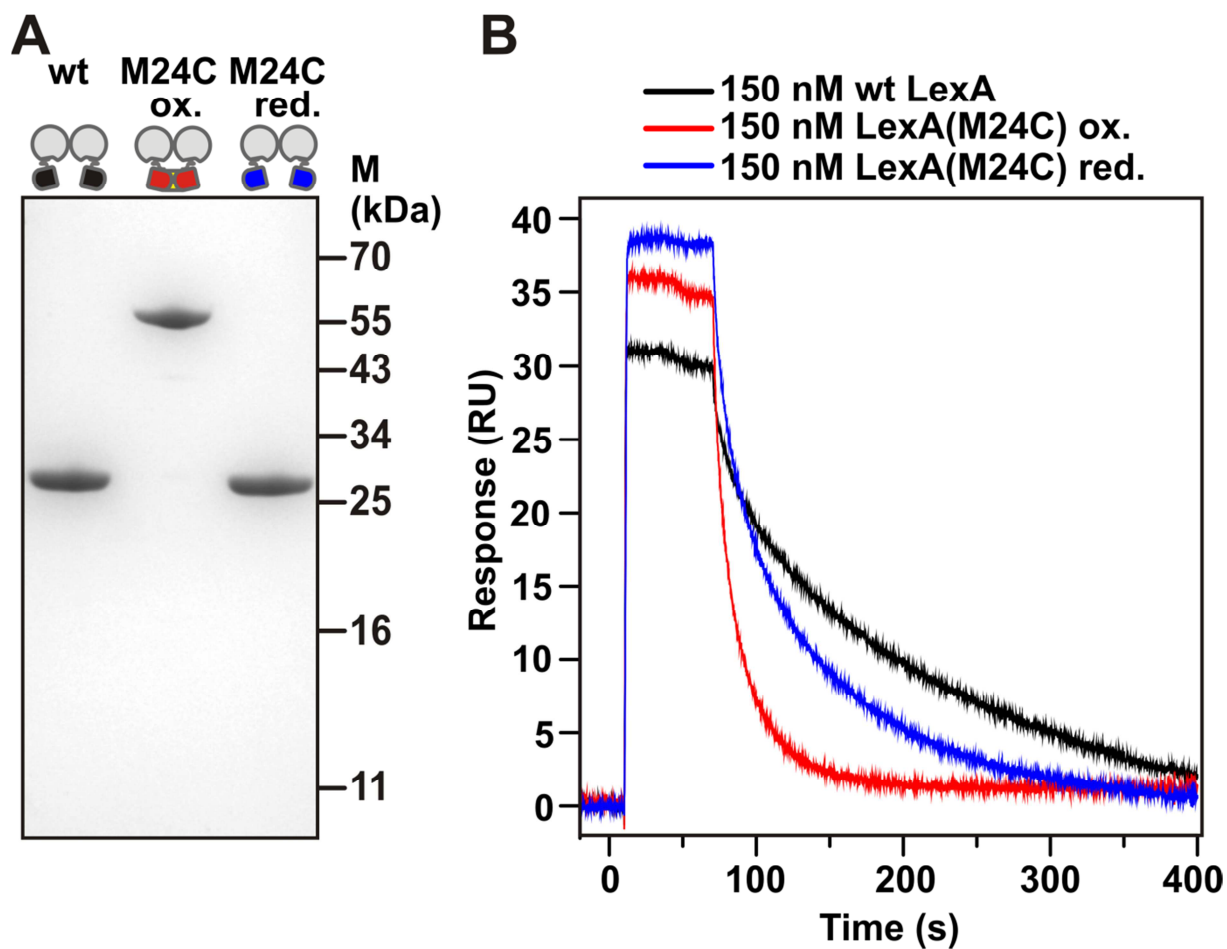 A
wt M24C M24C
ox. red.
M
(kDa)
70
55
43
34
25
16
11
B
150 nM wt LexA
150 nM LexA(M24C) ox.
150 nM LexA(M24C) red.
Response (RU)
40
35
30
25
20
15
10
5
0
0 100 200 300 400
Time (s)